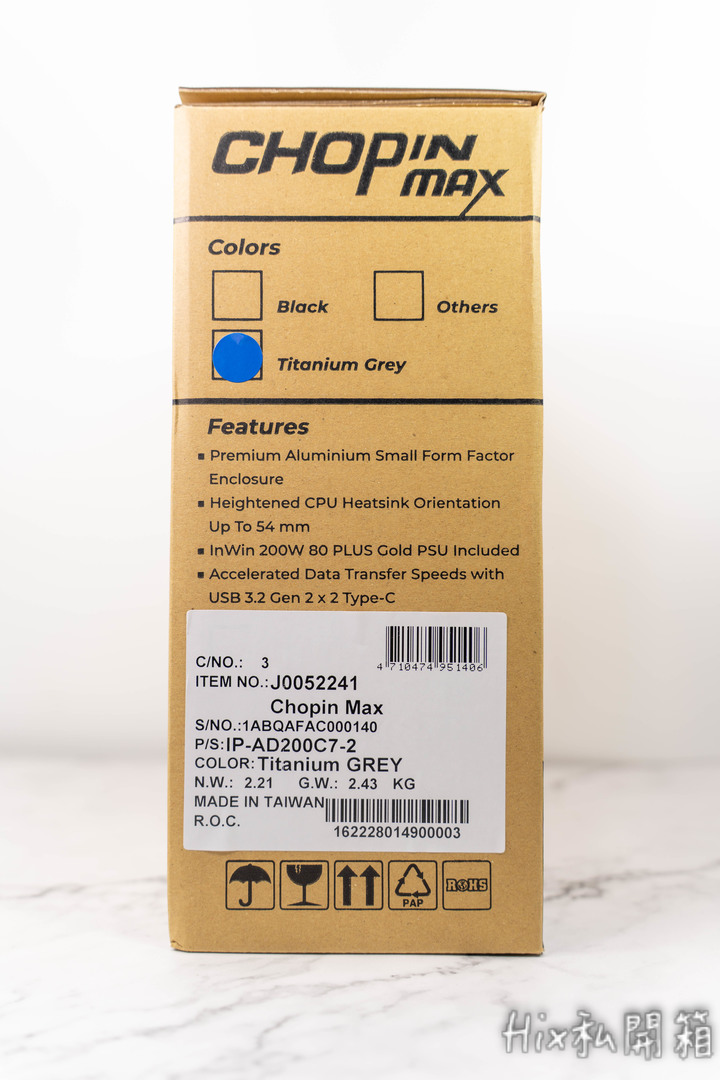 CHOPIN
MAX
Colors
Black
Others
Titanium Grey
Features
▪ Premium Aluminium Small Form Factor
Enclosure
▪ Heightened CPU Heatsink Orientation
Up To 54 mm
▪ InWin 200W 80 PLUS Gold PSU Included
▪ Accelerated Data Transfer Speeds with
USB 3.2 Gen 2 x 2 Type-C
4 710474 951406
C/NO.: 3
ITEM NO.:J0052241
Chopin Max
S/NO.:1ABQAFAC000140
P/S:IP-AD200C7-2
COLOR:Titanium GREY
N.W.: 2.21 G.W.: 2.43 KG
MADE IN TAIWAN
R.O.C.
162228014900003
PAP
ROHS
Hix私開箱